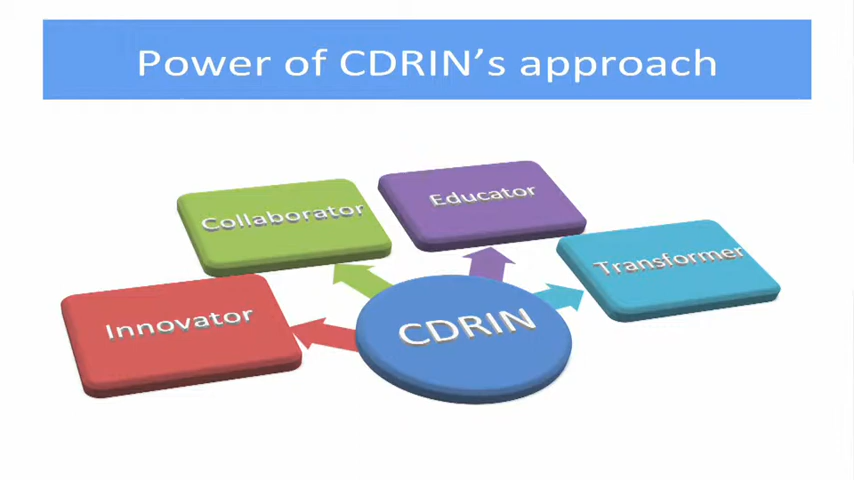 Power of CDRIN's approach
Collaborator
Educator
Transformer
Innovator
CDRIN